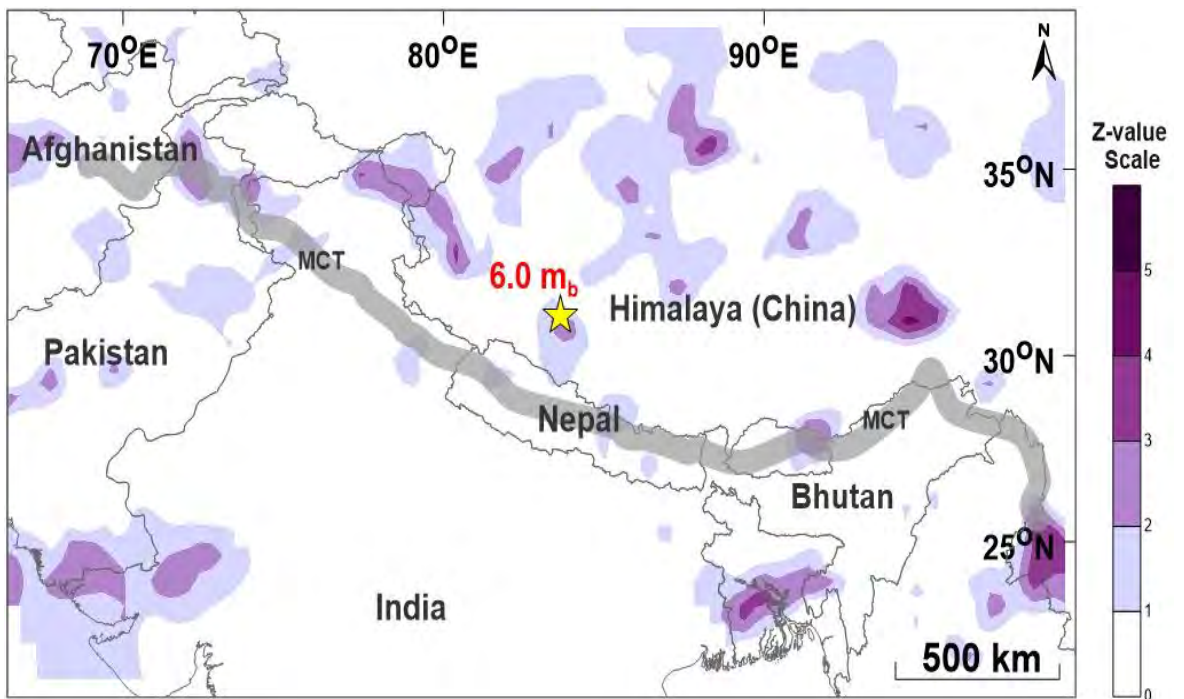 70°E
80°E
90°E
N
Z-value
Scale
Afghanistan
35°N
5
MCT
6.0 m_b
Himalaya (China)
4
Pakistan
30°N
Nepal
MCT
3
Bhutan
2
25°N
India
1
500 km
0